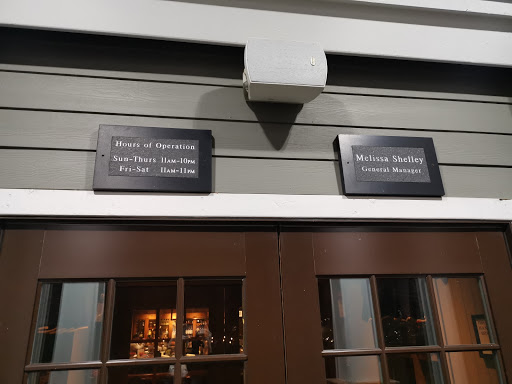 Hours of Operation
Sun-Thurs 11AM-10PM
Fri-Sat 11AM-11PM
Melissa Shelley
General Manager